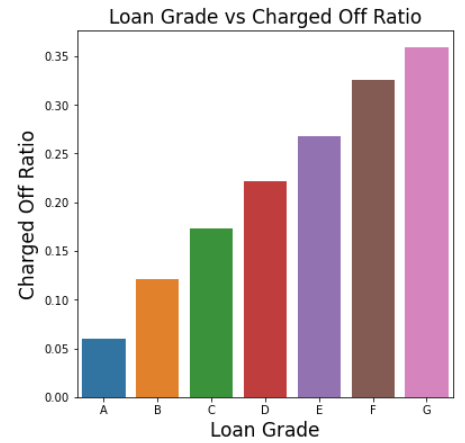 Loan Grade vs Charged Off Ratio
Charged Off Ratio
0.35
0.30
0.25
0.20
0.15
0.10
0.05
0.00
A B C D E F G
Loan Grade